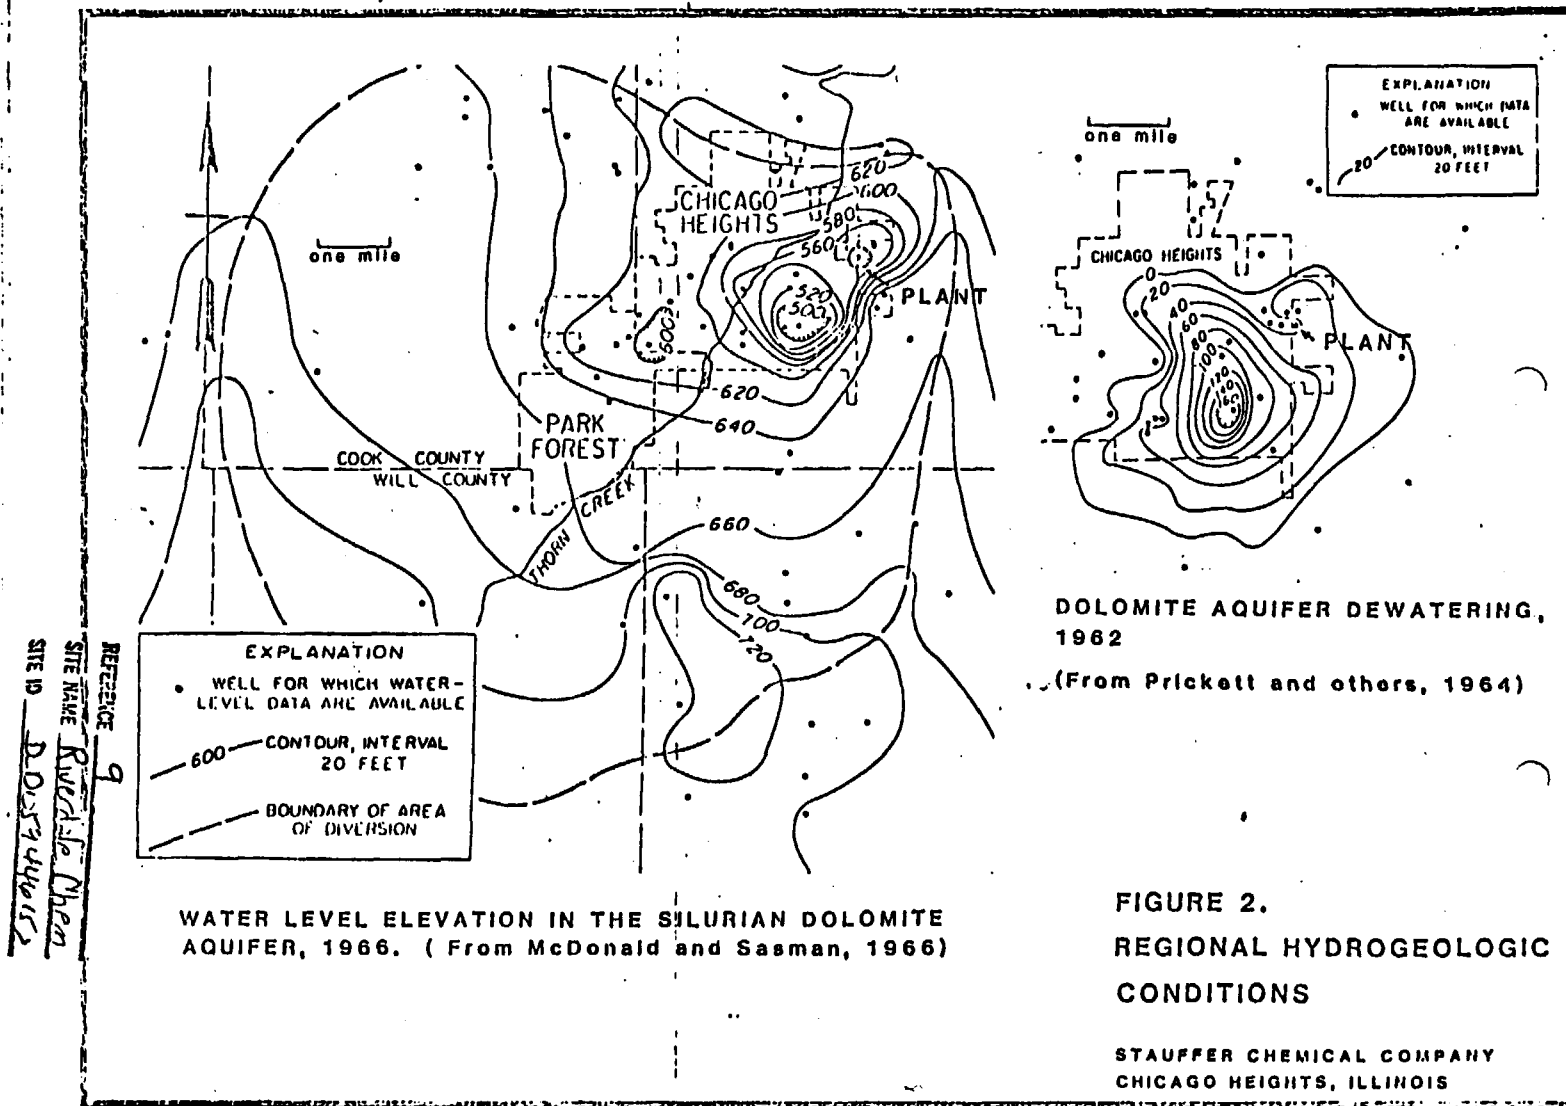 one mile
CHICAGO
HEIGHTS
620
600
580
560
520
500
PLANT
600
620
640
PARK
FOREST
COOK COUNTY
WILL COUNTY
THORN CREEK
660
680
700
720
EXPLANATION
WELL FOR WHICH WATER-
LEVEL DATA ARE AVAILABLE
600
CONTOUR, INTERVAL
20 FEET
BOUNDARY OF AREA
OF DIVERSION
WATER LEVEL ELEVATION IN THE SILURIAN DOLOMITE
AQUIFER, 1966. ( From McDonald and Sasman, 1966)
one mile
EXPLANATION
WELL FOR WHICH DATA
ARE AVAILABLE
20
CONTOUR, INTERVAL
20 FEET
CHICAGO HEIGHTS
0
20
40
60
80
100
120
140
160
PLANT
DOLOMITE AQUIFER DEWATERING,
1962
(From Prickett and others, 1964)
FIGURE 2.
REGIONAL HYDROGEOLOGIC
CONDITIONS
STAUFFER CHEMICAL COMPANY
CHICAGO HEIGHTS, ILLINOIS
REFERENCE 9
SITE NAME Riverdale Chem
SITE ID